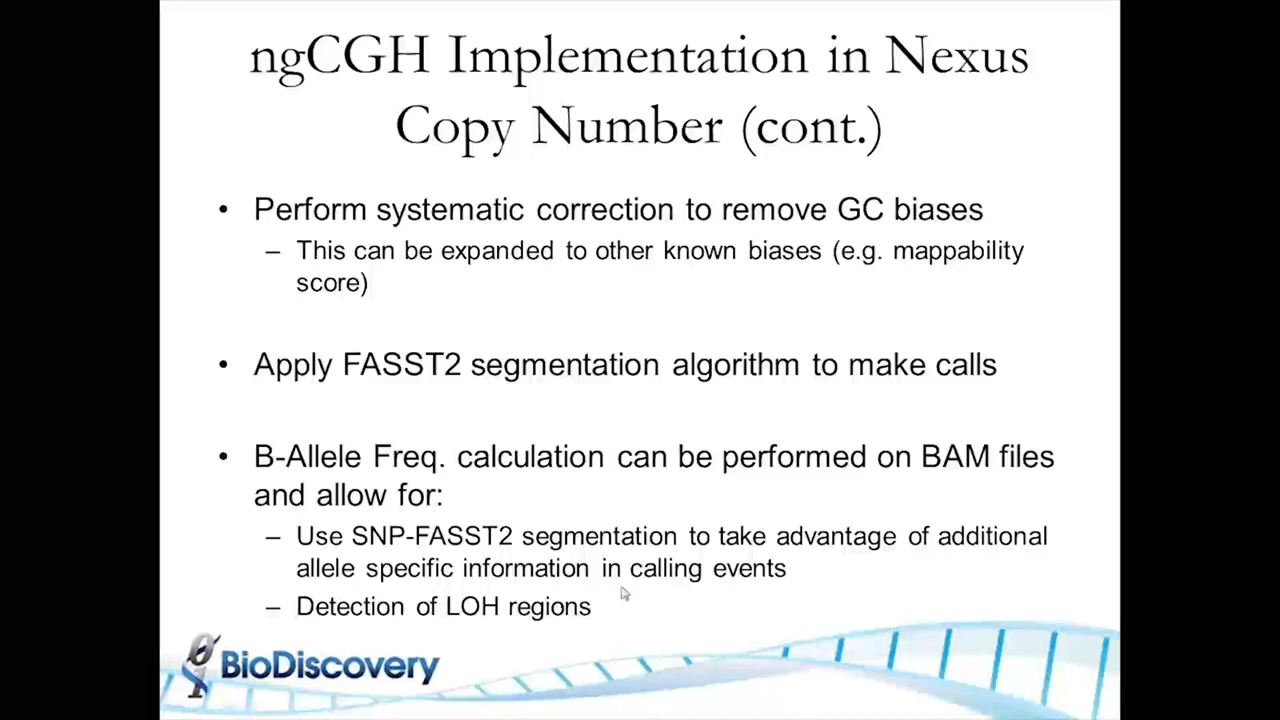 ngCGH Implementation in Nexus
Copy Number (cont.)
• Perform systematic correction to remove GC biases
– This can be expanded to other known biases (e.g. mappability
score)
• Apply FASST2 segmentation algorithm to make calls
• B-Allele Freq. calculation can be performed on BAM files
and allow for:
– Use SNP-FASST2 segmentation to take advantage of additional
allele specific information in calling events
– Detection of LOH regions
BioDiscovery